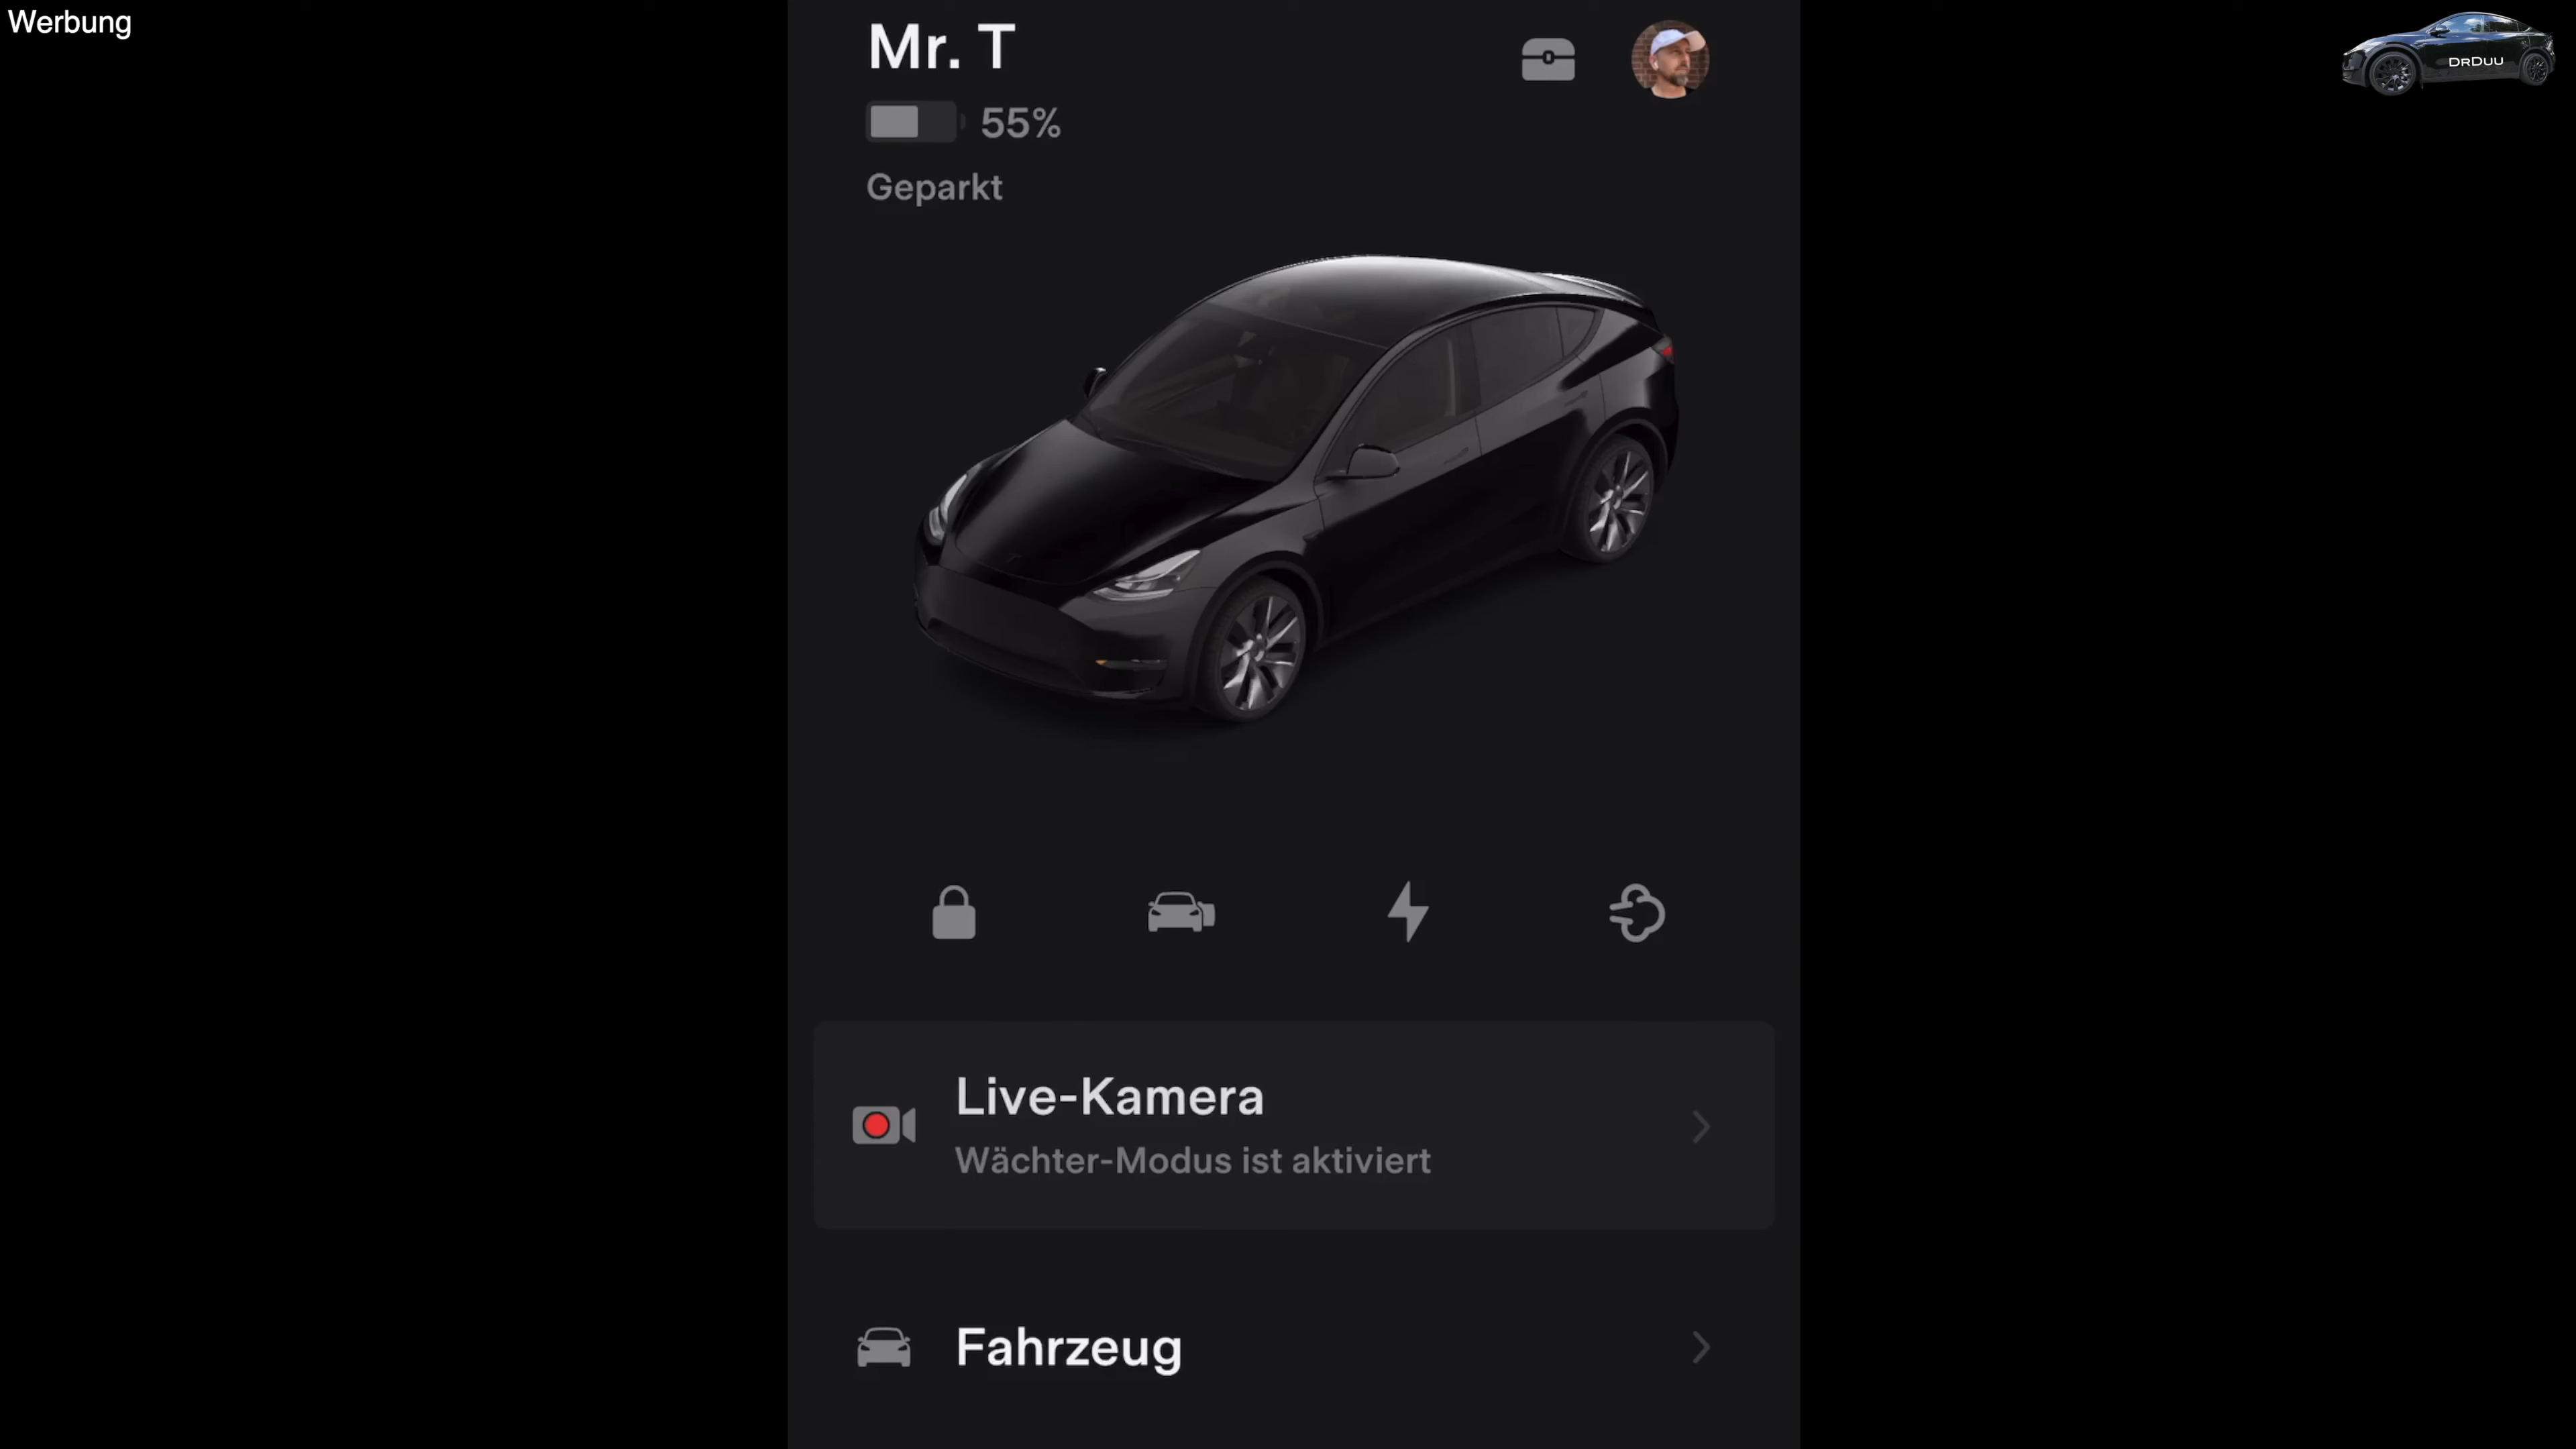 Werbung
DrDUU
Mr. T
55%
Geparkt
Live-Kamera
Wächter-Modus ist aktiviert
Fahrzeug